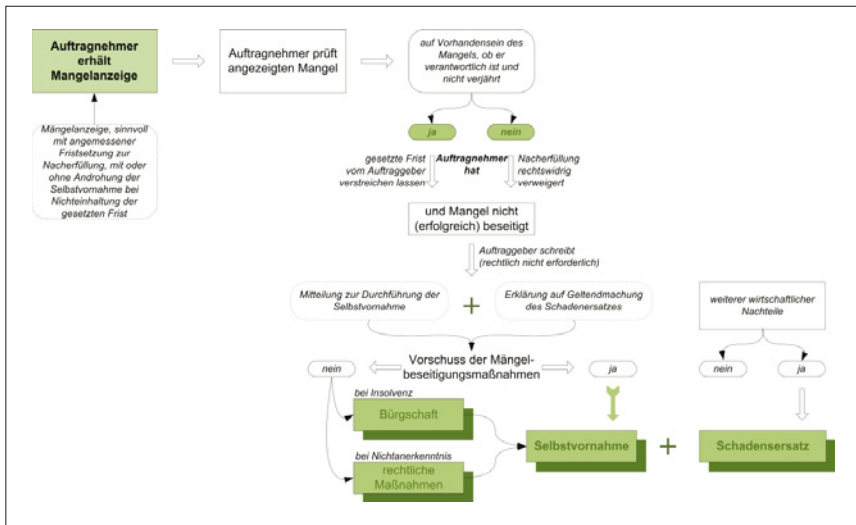 Auftragnehmer
erhält
Mangelanzeige
Auftragnehmer prüft
angezeigten Mangel
auf Vorhandensein des
Mangels, ob er
verantwortlich ist und
nicht verjährt
Mängelanzeige, sinnvoll
mit angemessener
Fristsetzung zur
Nacherfüllung, mit oder
ohne Androhung der
Selbstvornahme bei
Nichteinhaltung der
gesetzten Frist
ja
nein
gesetzte Frist
vom Auftraggeber
verstreichen lassen
Auftragnehmer
hat
Nacherfüllung
rechtswidrig
verweigert
und Mangel nicht
(erfolgreich) beseitigt
Auftraggeber schreibt
(rechtlich nicht erforderlich)
Mitteilung zur Durchführung der
Selbstvornahme
+
Erklärung auf Geltendmachung
des Schadenersatzes
weiterer wirtschaftlicher
Nachteile
nein
Vorschuss der Mängel-
beseitigungsmaßnahmen
ja
nein
ja
bei Insolvenz
Bürgschaft
bei Nichtanerkenntnis
rechtliche
Maßnahmen
Selbstvornahme
+
Schadensersatz